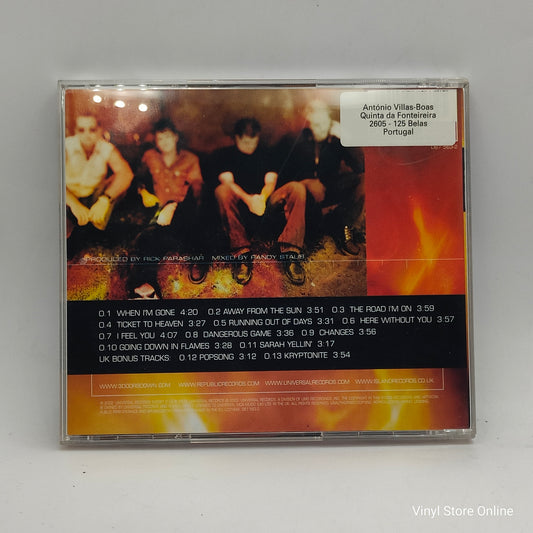 António Villas-Boas
Quinta da Fonteireira
2605 - 125 Belas
Portugal
PRODUCED BY RICK PARASHAR MIXED BY RANDY STAUB
0.1 WHEN I'M GONE 4:20 0.2 AWAY FROM THE SUN 3.51 0.3 THE ROAD I'M ON 3:59
0.4 TICKET TO HEAVEN 3:27 0.5 RUNNING OUT OF DAYS 3:31 0.6 HERE WITHOUT YOU 3:57
0.7 I FEEL YOU 4:07 0.8 DANGEROUS GAME 3:36 0.9 CHANGES 3:56
0.10 GOING DOWN IN FLAMES 3:28 0.11 SARAH YELLIN' 3:17
UK BONUS TRACKS: 0.12 POPSONG 3:12 0.13 KRYPTONITE 3:54
WWW.3DOORSDOWN.COM WWW.REPUBLICRECORDS.COM WWW.UNIVERSALRECORDS.COM WWW.ISLANDRECORDS.CO.UK
Vinyl Store Online